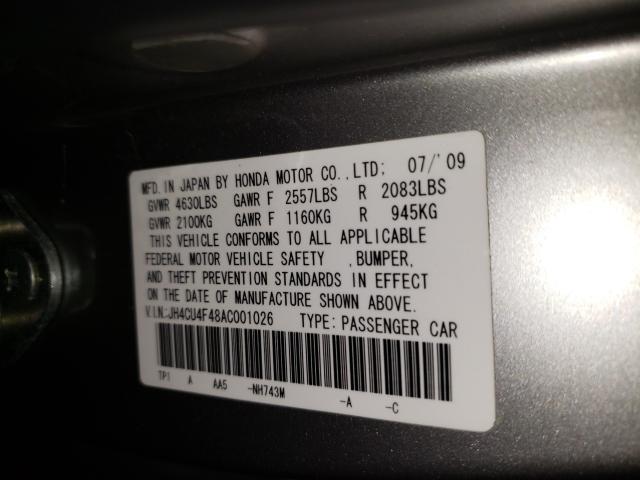 MFD. IN JAPAN BY HONDA MOTOR CO.,LTD; 07/'09
GVWR 4630LBS GAWR F 2557LBS R 2083LBS
GVWR 2100KG GAWR F 1160KG R 945KG
THIS VEHICLE CONFORMS TO ALL APPLICABLE
FEDERAL MOTOR VEHICLE SAFETY ,BUMPER,
AND THEFT PREVENTION STANDARDS IN EFFECT
ON THE DATE OF MANUFACTURE SHOWN ABOVE.
V.I.N:JH4CU4F48AC001026 TYPE: PASSENGER CAR
TP1 A AA5 -NH743M -A -C